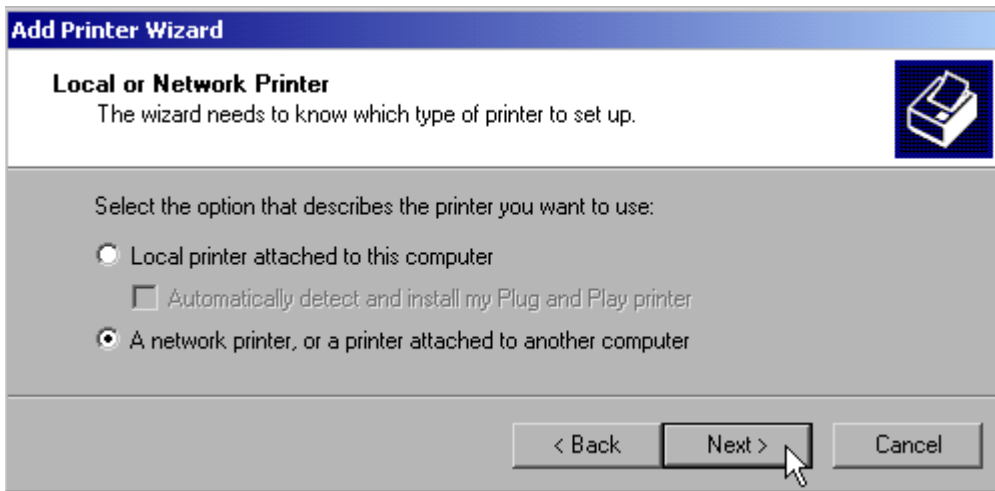 Add Printer Wizard
Local or Network Printer
The wizard needs to know which type of printer to set up.
Select the option that describes the printer you want to use:
Local printer attached to this computer
Automatically detect and install my Plug and Play printer
A network printer, or a printer attached to another computer
< Back
Next >
Cancel